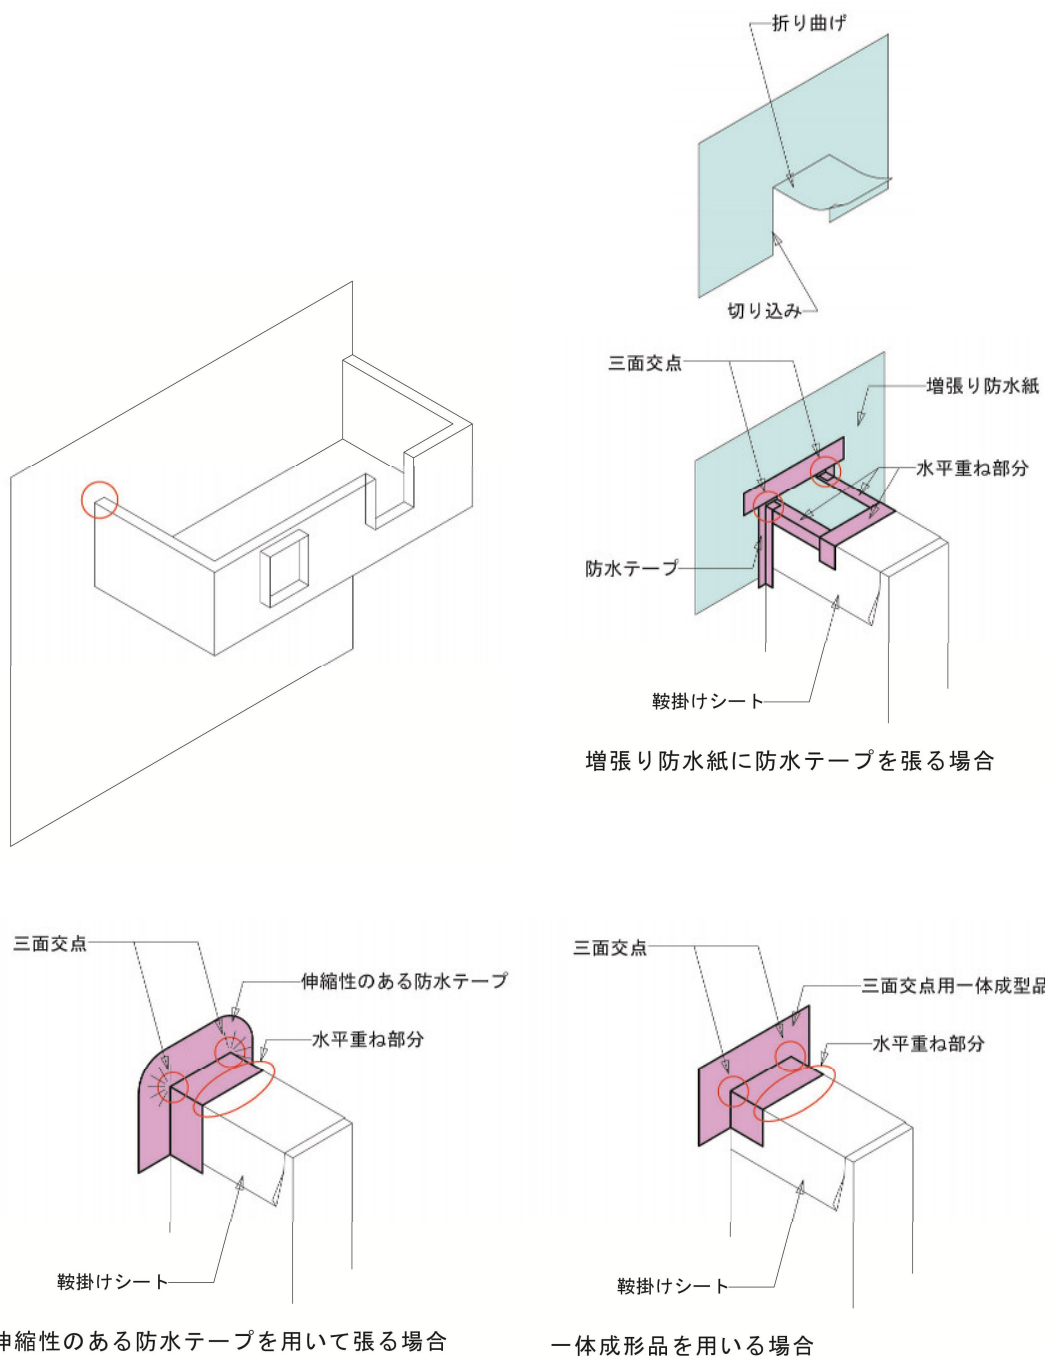 折り曲げ
切り込み
三面交点
増張り防水紙
水平重ね部分
防水テープ
鞍掛けシート
増張り防水紙に防水テープを張る場合
三面交点
伸縮性のある防水テープ
水平重ね部分
鞍掛けシート
伸縮性のある防水テープを用いて張る場合
三面交点
三面交点用一体成型品
水平重ね部分
鞍掛けシート
一体成形品を用いる場合